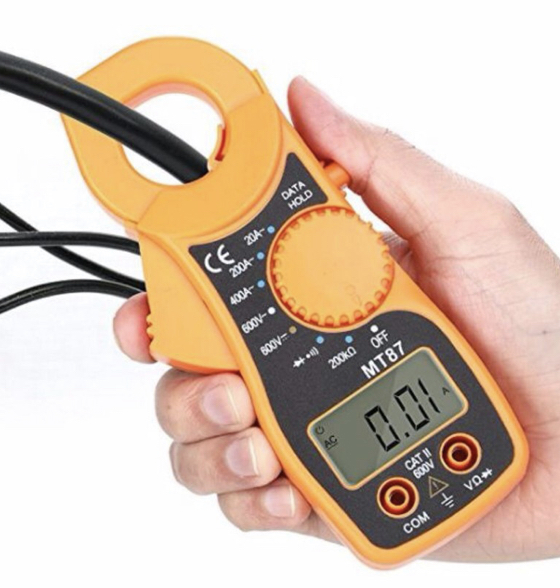 DATA
HOLD
CE
20A~
200A~
400A~
600V~
600V⎓
200kΩ
OFF
MT87
AC
0.01 A
CAT II
600V
COM
VΩ